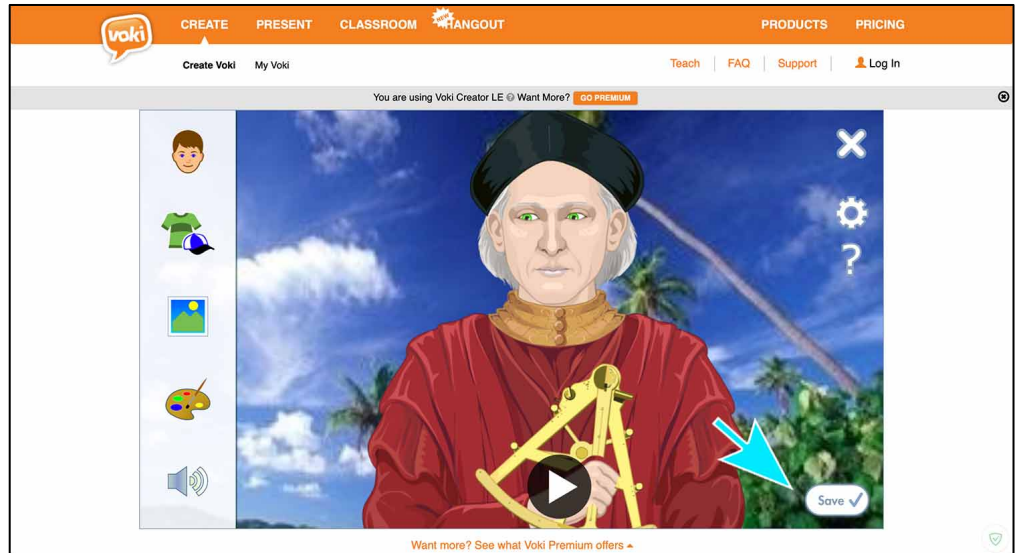 voki
CREATE PRESENT CLASSROOM NEW HANGOUT PRODUCTS PRICING
Create Voki My Voki Teach FAQ Support Log In
You are using Voki Creator LE ? Want More? GO PREMIUM
?
Save
Want more? See what Voki Premium offers